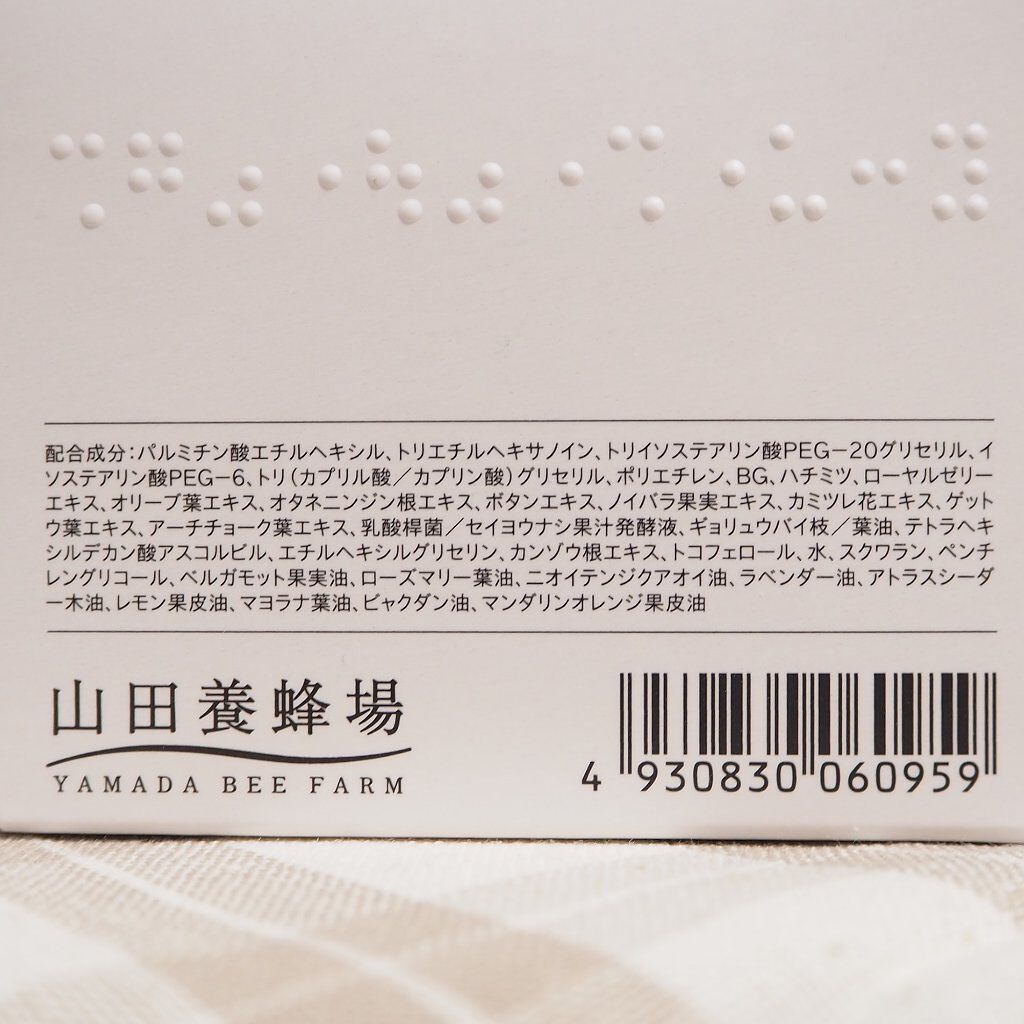 ⠩⠛⠴⠐⠳⠴⠐⠩⠐⠥⠒⠽
配合成分：パルミチン酸エチルヘキシル、トリエチルヘキサノイン、トリイソステアリン酸PEG－20グリセリル、イ
ソステアリン酸PEG－6、トリ（カプリル酸／カプリン酸）グリセリル、ポリエチレン、BG、ハチミツ、ローヤルゼリー
エキス、オリーブ葉エキス、オタネニンジン根エキス、ボタンエキス、ノイバラ果実エキス、カミツレ花エキス、ゲット
ウ葉エキス、アーチチョーク葉エキス、乳酸桿菌／セイヨウナシ果汁発酵液、ギョリュウバイ枝／葉油、テトラヘキ
シルデカン酸アスコルビル、エチルヘキシルグリセリン、カンゾウ根エキス、トコフェロール、水、スクワラン、ペンチ
レングリコール、ベルガモット果実油、ローズマリー葉油、ニオイテンジクアオイ油、ラベンダー油、アトラスシーダ
ー木油、レモン果皮油、マヨラナ葉油、ビャクダン油、マンダリンオレンジ果皮油
山田養蜂場
YAMADA BEE FARM
4 930830 060959